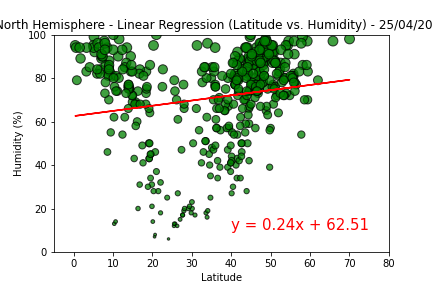 North Hemisphere - Linear Regression (Latitude vs. Humidity) - 25/04/20
100
80
60
40
20
0
Humidity (%)
y = 0.24x + 62.51
0 10 20 30 40 50 60 70 80
Latitude